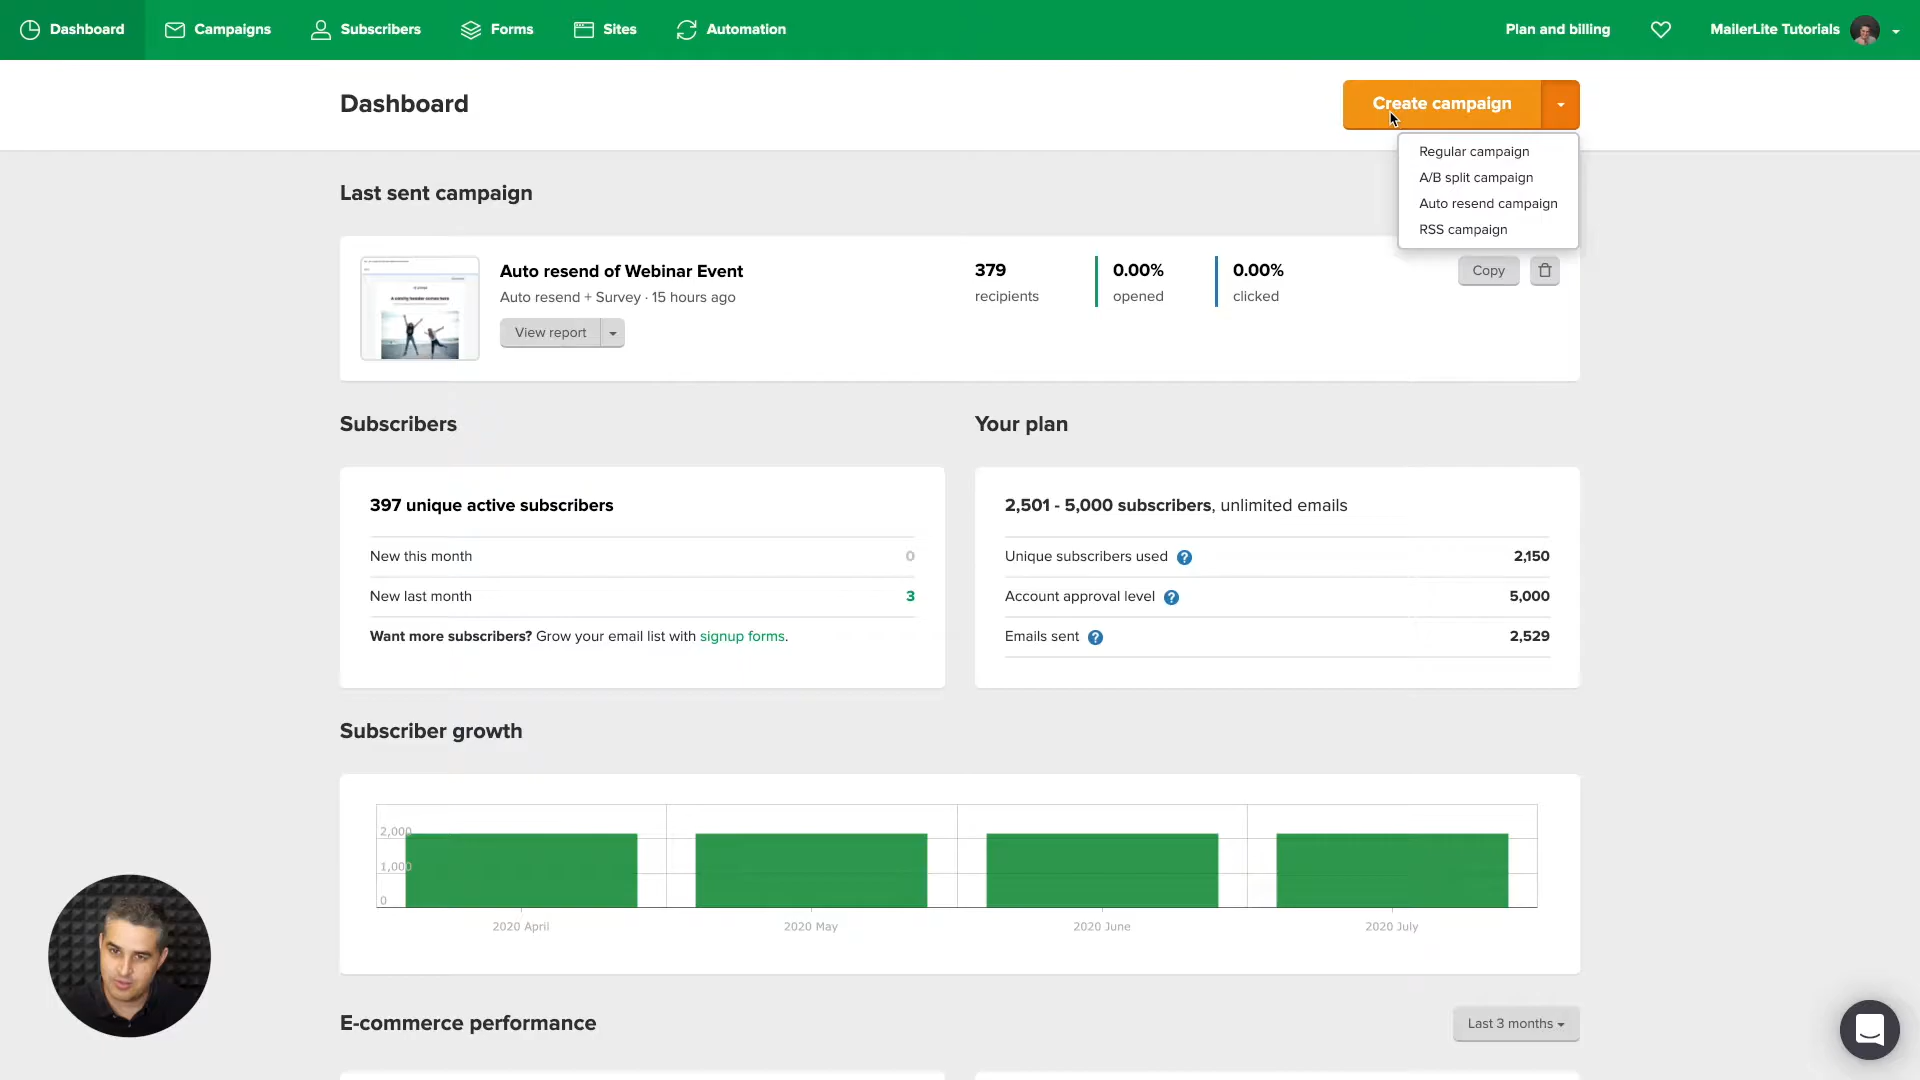 Dashboard
Campaigns
Subscribers
Forms
Sites
Automation
Plan and billing
MailerLite Tutorials
Dashboard
Create campaign
Regular campaign
A/B split campaign
Auto resend campaign
RSS campaign
Last sent campaign
Auto resend of Webinar Event
Auto resend + Survey · 15 hours ago
View report
379
recipients
0.00%
opened
0.00%
clicked
Copy
Subscribers
397 unique active subscribers
New this month 0
New last month 3
Want more subscribers? Grow your email list with signup forms.
Your plan
2,501 - 5,000 subscribers, unlimited emails
Unique subscribers used ? 2,150
Account approval level ? 5,000
Emails sent ? 2,529
Subscriber growth
2,000
1,000
0
2020 April
2020 May
2020 June
2020 July
E-commerce performance
Last 3 months